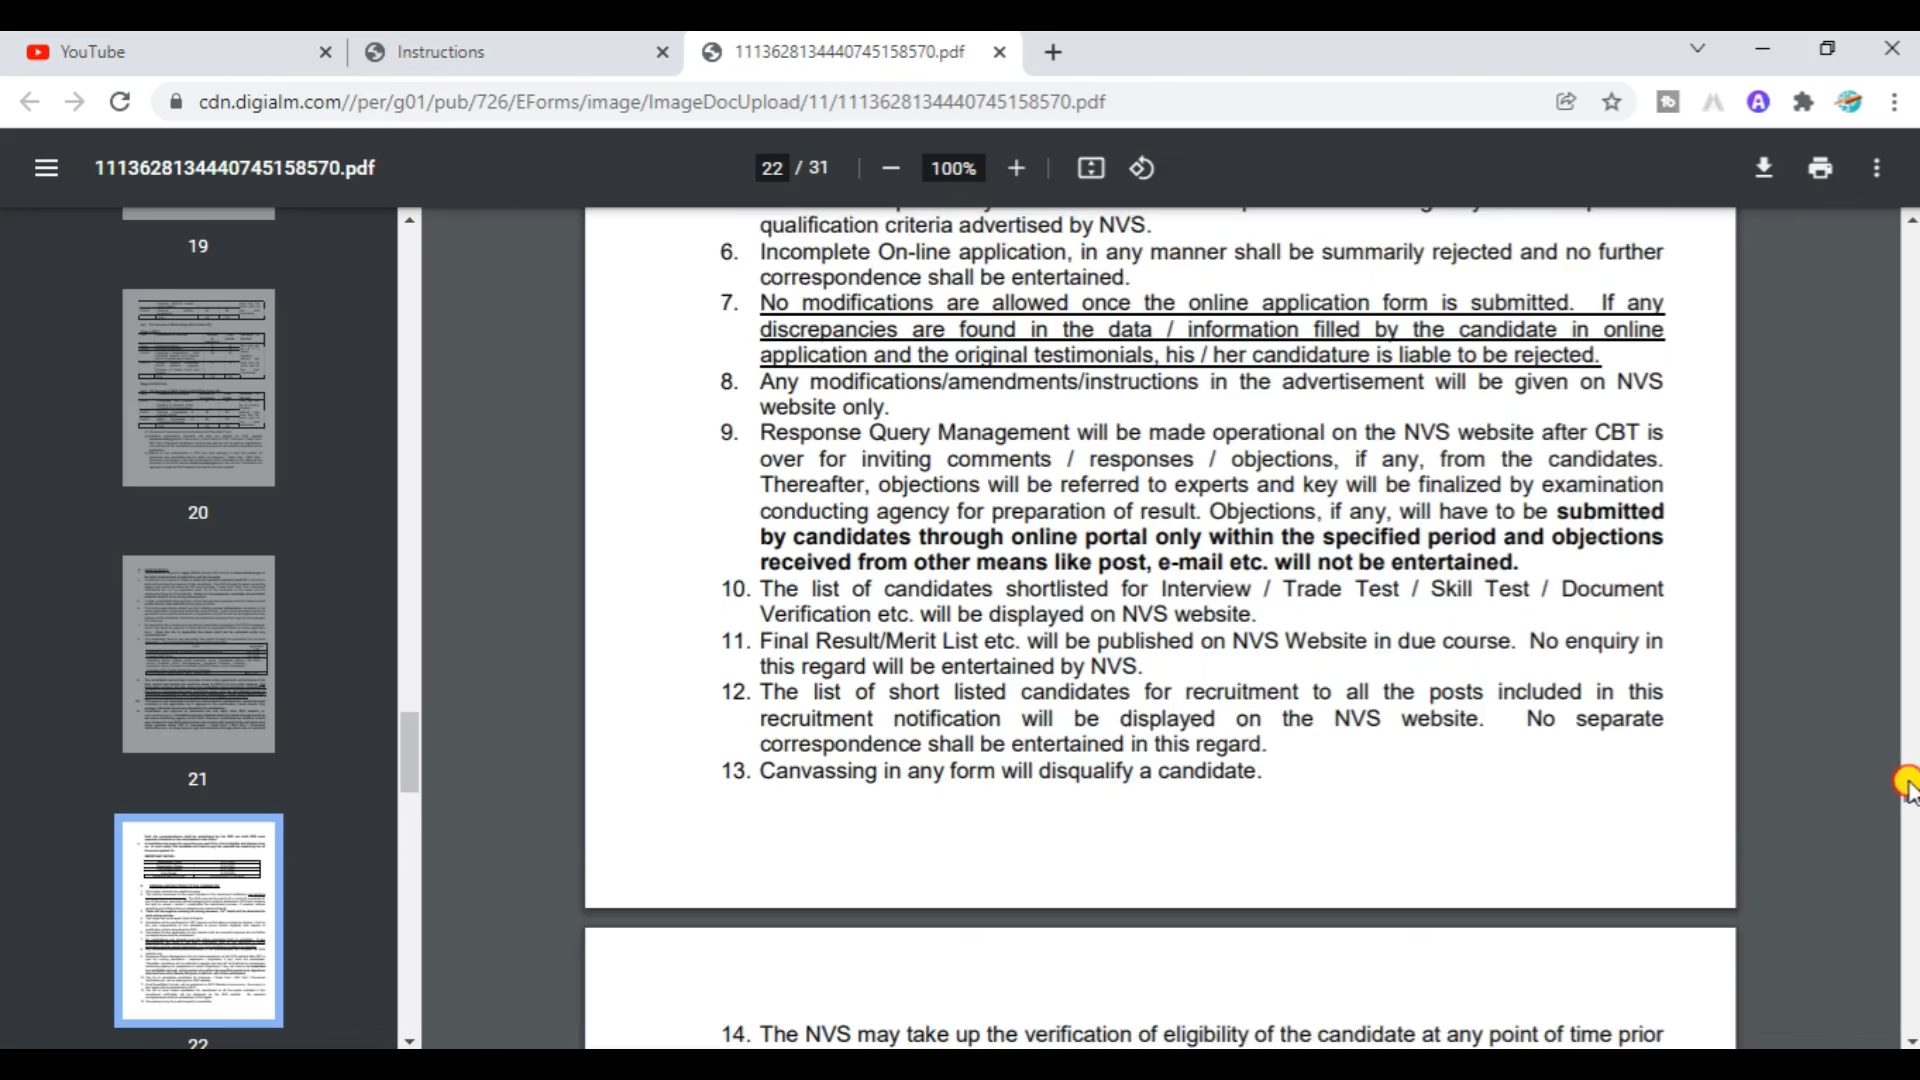 YouTube
Instructions
1113628134440745158570.pdf
cdn.digialm.com//per/g01/pub/726/EForms/image/ImageDocUpload/11/1113628134440745158570.pdf
1113628134440745158570.pdf
22 / 31
100%
19
20
21
22
qualification criteria advertised by NVS.
6. Incomplete On-line application, in any manner shall be summarily rejected and no further
correspondence shall be entertained.
7. No modifications are allowed once the online application form is submitted. If any
discrepancies are found in the data / information filled by the candidate in online
application and the original testimonials, his / her candidature is liable to be rejected.
8. Any modifications/amendments/instructions in the advertisement will be given on NVS
website only.
9. Response Query Management will be made operational on the NVS website after CBT is
over for inviting comments / responses / objections, if any, from the candidates.
Thereafter, objections will be referred to experts and key will be finalized by examination
conducting agency for preparation of result. Objections, if any, will have to be submitted
by candidates through online portal only within the specified period and objections
received from other means like post, e-mail etc. will not be entertained.
10. The list of candidates shortlisted for Interview / Trade Test / Skill Test / Document
Verification etc. will be displayed on NVS website.
11. Final Result/Merit List etc. will be published on NVS Website in due course. No enquiry in
this regard will be entertained by NVS.
12. The list of short listed candidates for recruitment to all the posts included in this
recruitment notification will be displayed on the NVS website. No separate
correspondence shall be entertained in this regard.
13. Canvassing in any form will disqualify a candidate.
14. The NVS may take up the verification of eligibility of the candidate at any point of time prior